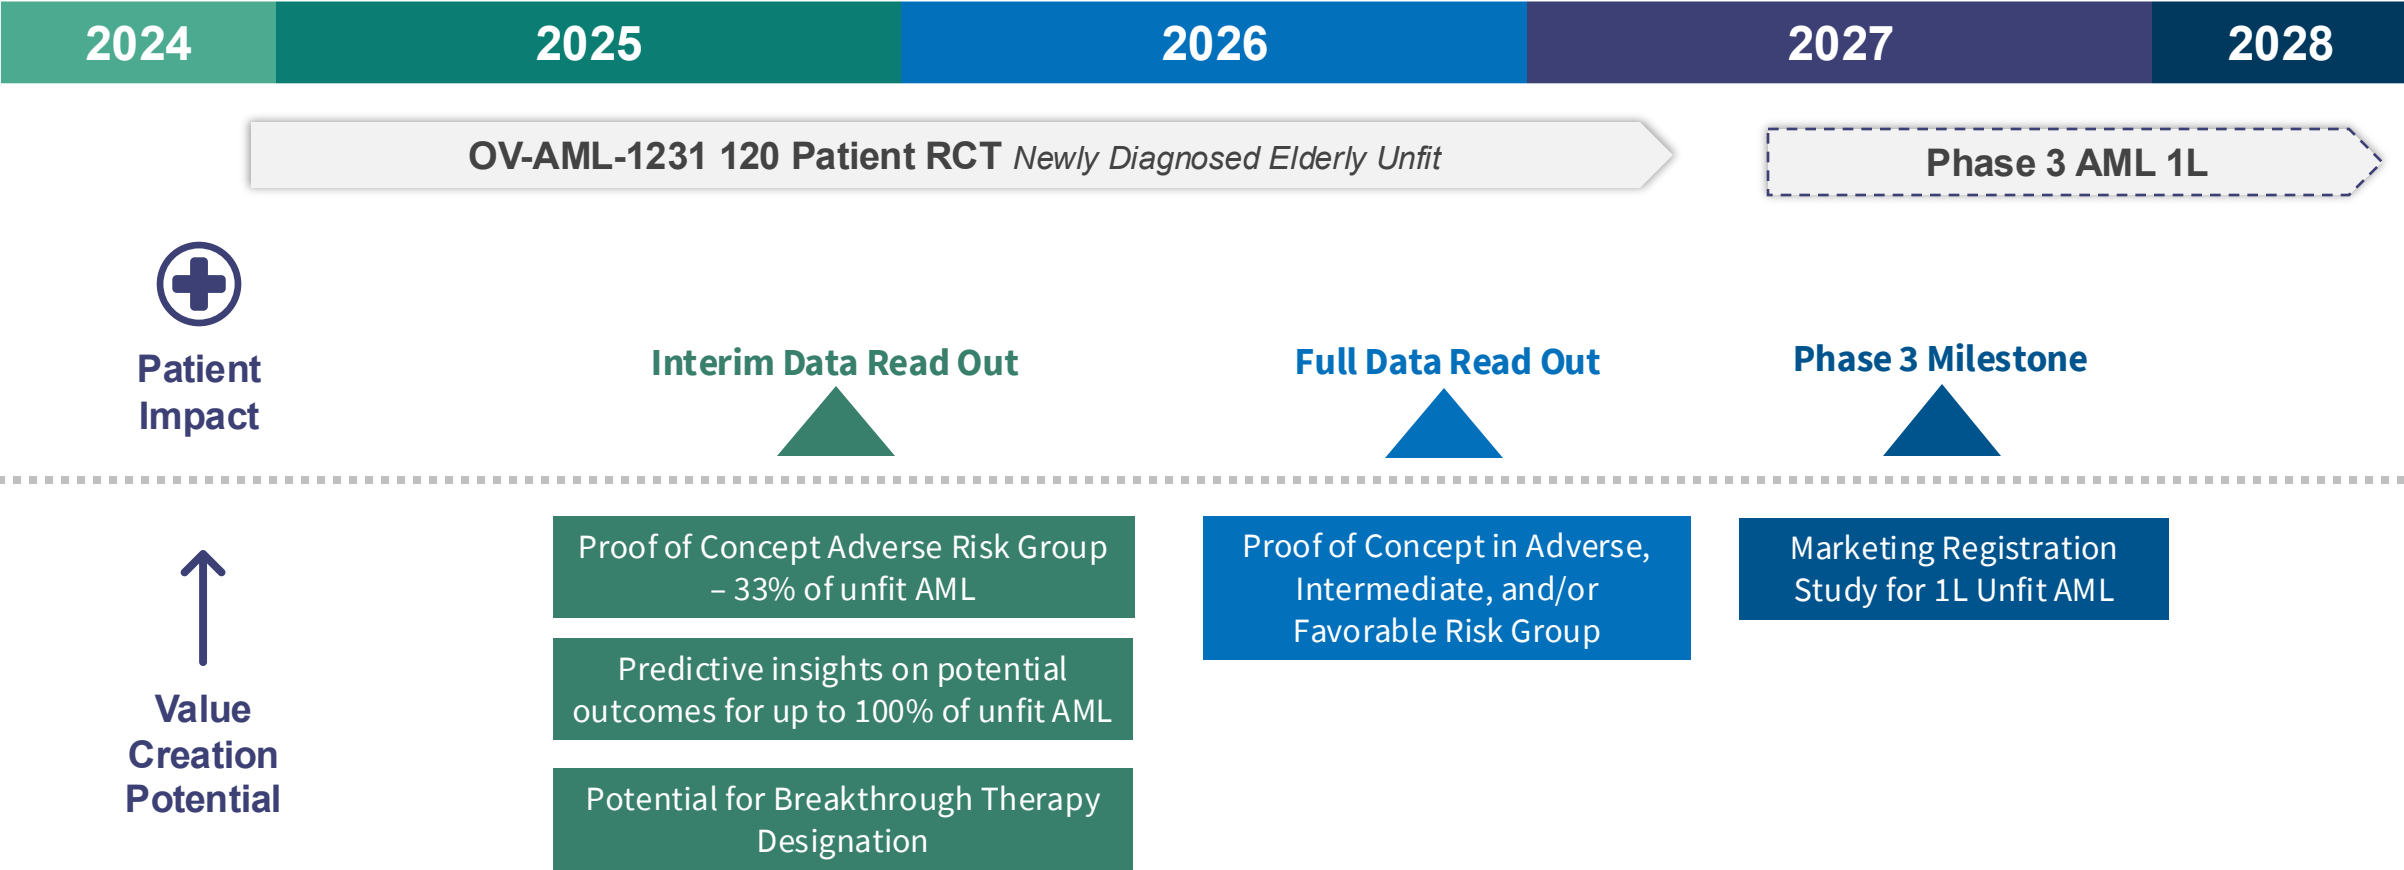 2024
2025
2026
2027
2028
OV-AML-1231 120 Patient RCT Newly Diagnosed Elderly Unfit
Phase 3 AML 1L
Patient
Impact
Interim Data Read Out
Full Data Read Out
Phase 3 Milestone
Value
Creation
Potential
Proof of Concept Adverse Risk Group
– 33% of unfit AML
Predictive insights on potential
outcomes for up to 100% of unfit AML
Potential for Breakthrough Therapy
Designation
Proof of Concept in Adverse,
Intermediate, and/or
Favorable Risk Group
Marketing Registration
Study for 1L Unfit AML